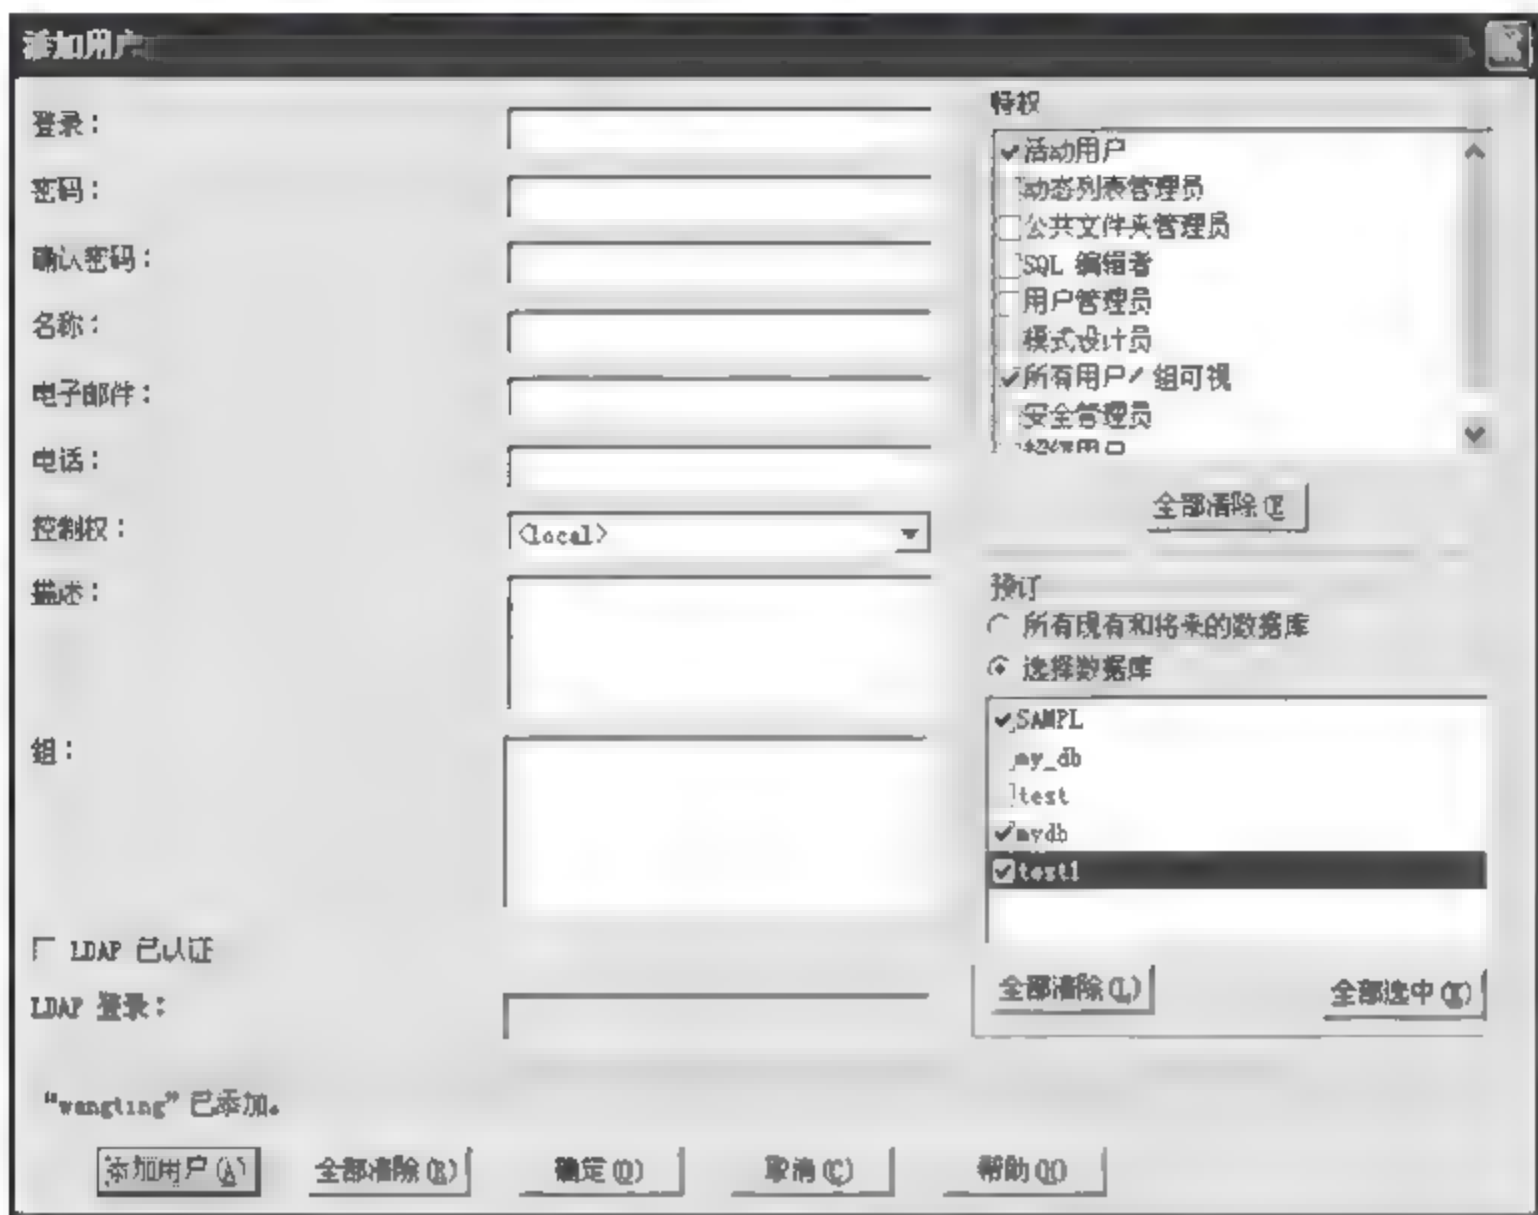 添加用户
登录：
密码：
确认密码：
名称：
电子邮件：
电话：
控制权：
<local>
描述：
组：
LDAP 已认证
LDAP 登录：
特权
活动用户
动态列表管理员
公共文件夹管理员
SQL 编辑者
用户管理员
模式设计员
所有用户/组可视
安全管理员
全部清除(E
预订
所有现有和将来的数据库
选择数据库
SAMPL
my_db
test
mydb
test1
全部清除(L) 全部选中
“wangting”已添加。
添加用户(A) 全部清除(R) 确定(O) 取消(C) 帮助(H)